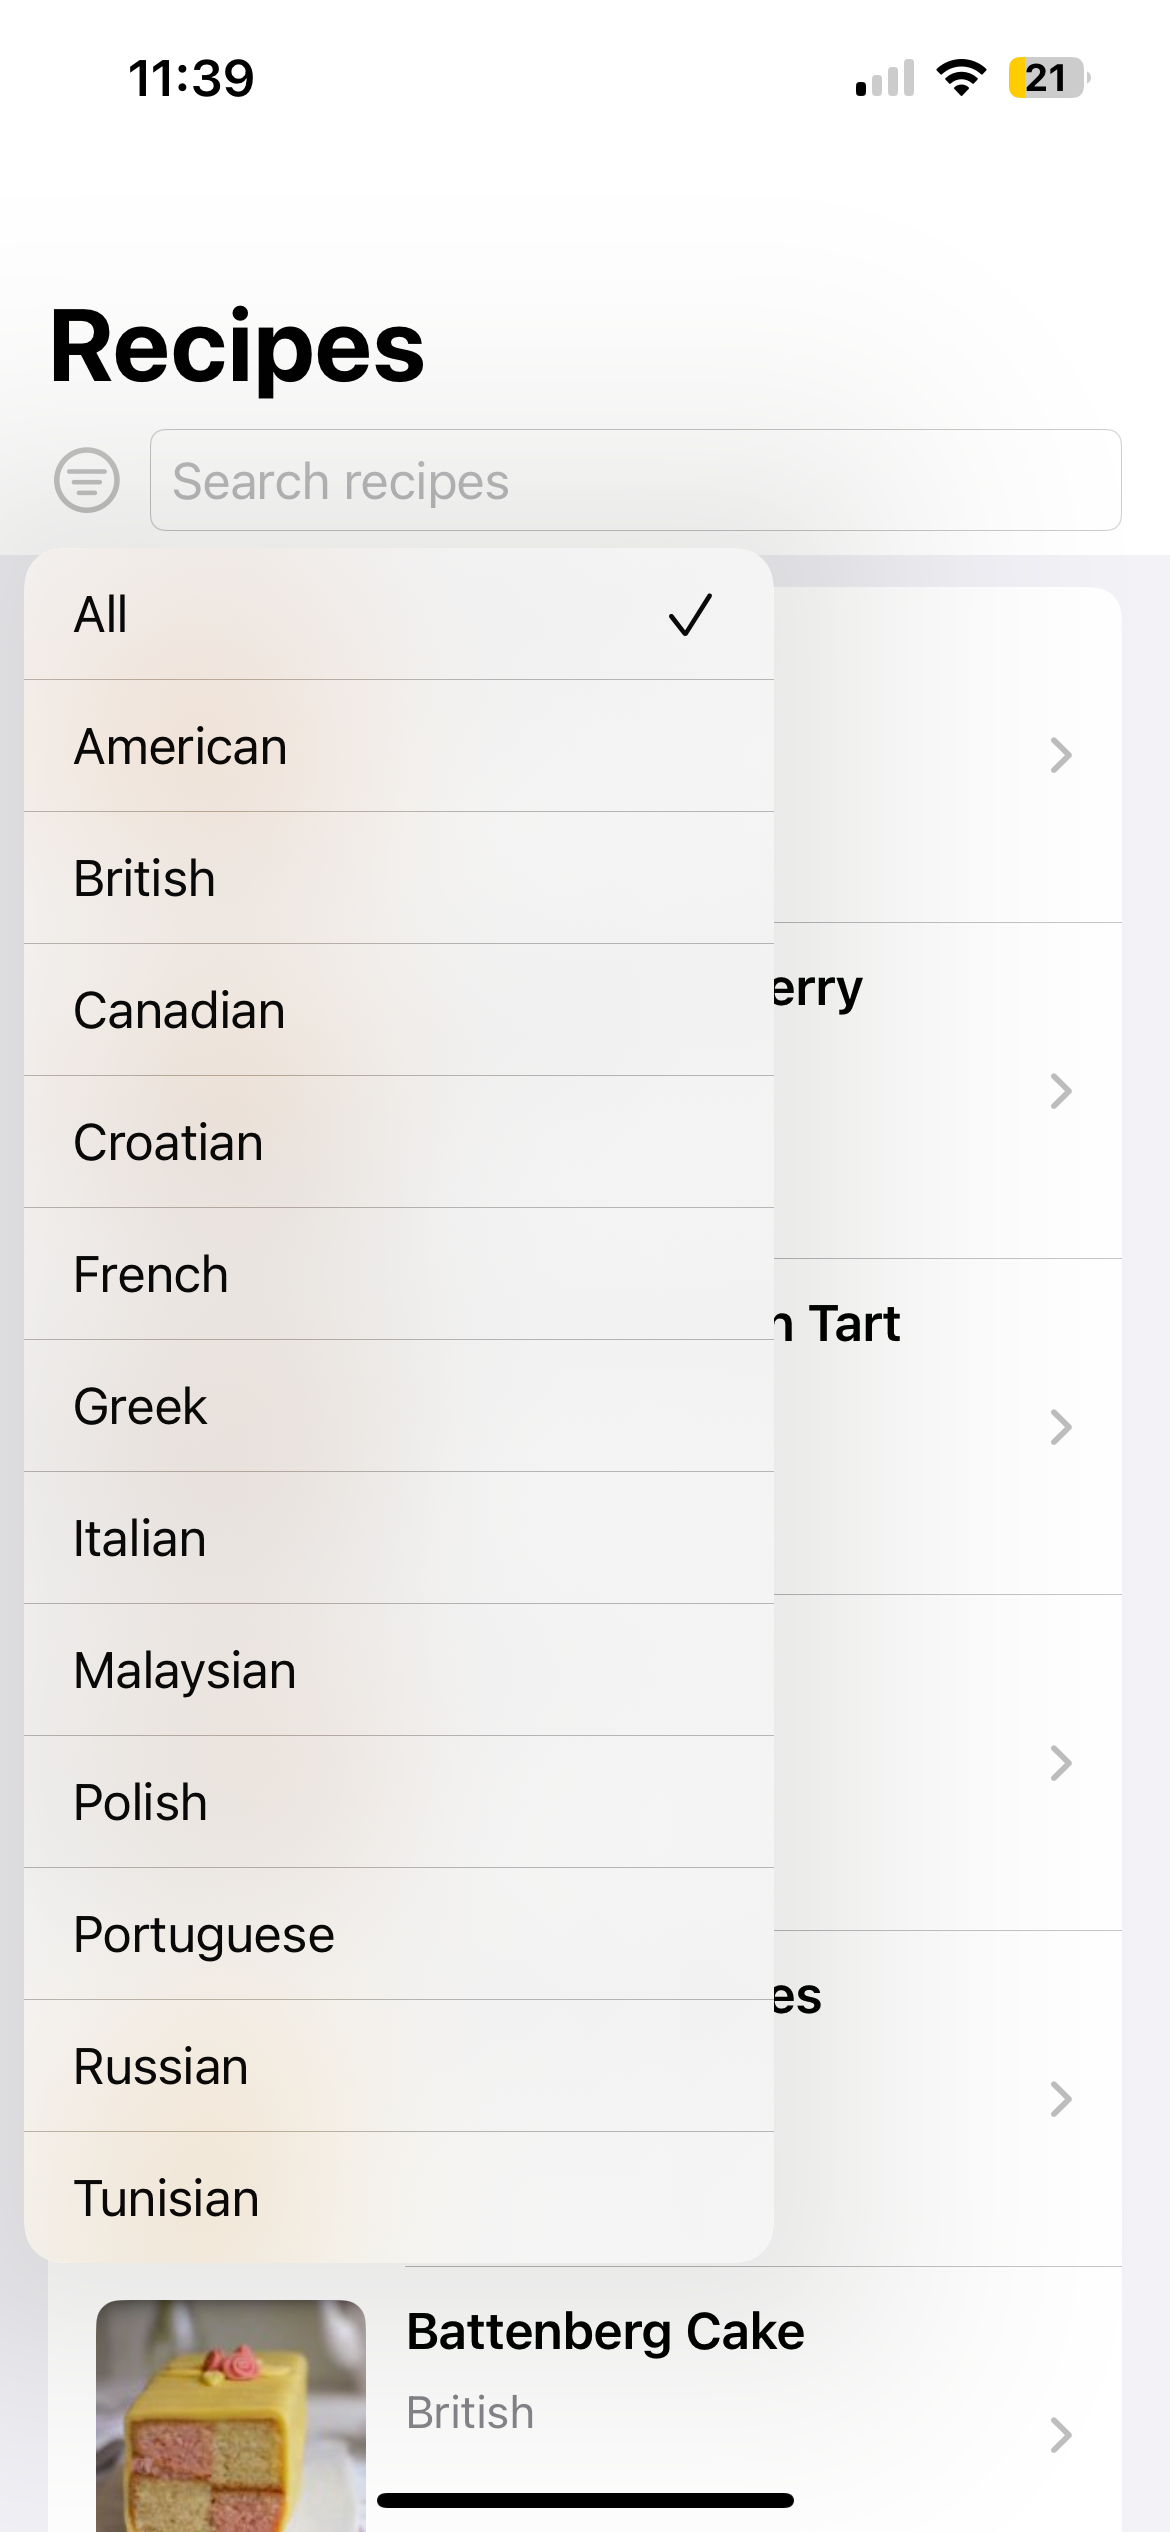 11:39
21
Recipes
Search recipes
All
American
British
Canadian
erry
Croatian
French
n Tart
Greek
Italian
Malaysian
Polish
Portuguese
es
Russian
Tunisian
Battenberg Cake
British